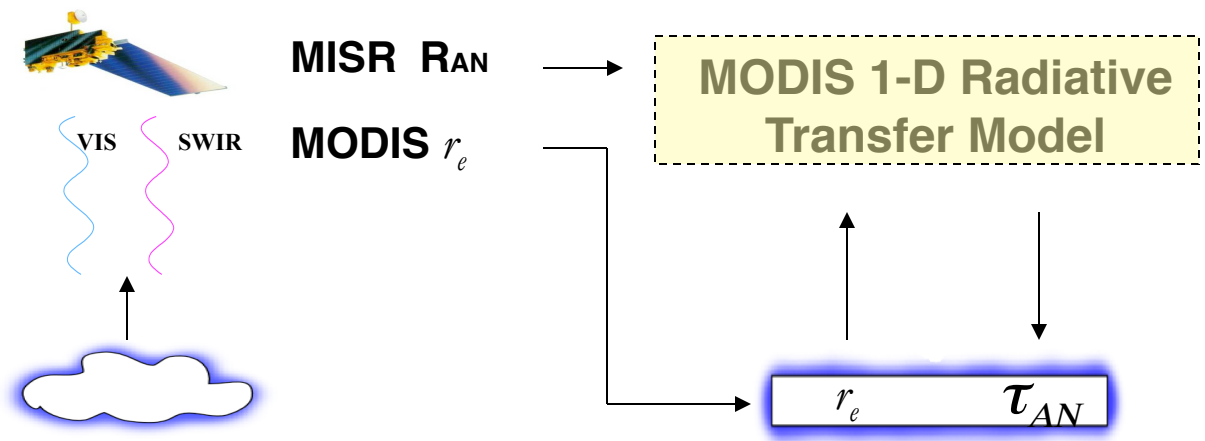 MISR RAN
MODIS 1-D Radiative
Transfer Model
VIS SWIR
MODIS re
re τAN